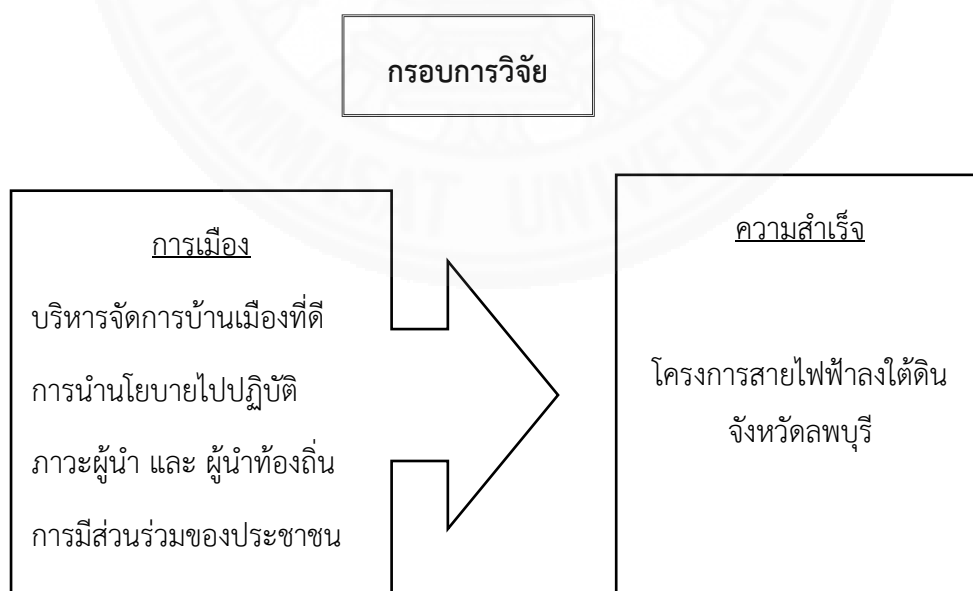 กรอบการวิจัย
การเมือง
บริหารจัดการบ้านเมืองที่ดี
การนำนโยบายไปปฏิบัติ
ภาวะผู้นำ และ ผู้นำท้องถิ่น
การมีส่วนร่วมของประชาชน
ความสำเร็จ
โครงการสายไฟฟ้าลงใต้ดิน
จังหวัดลพบุรี
THAMMASAT UNIVERSITY